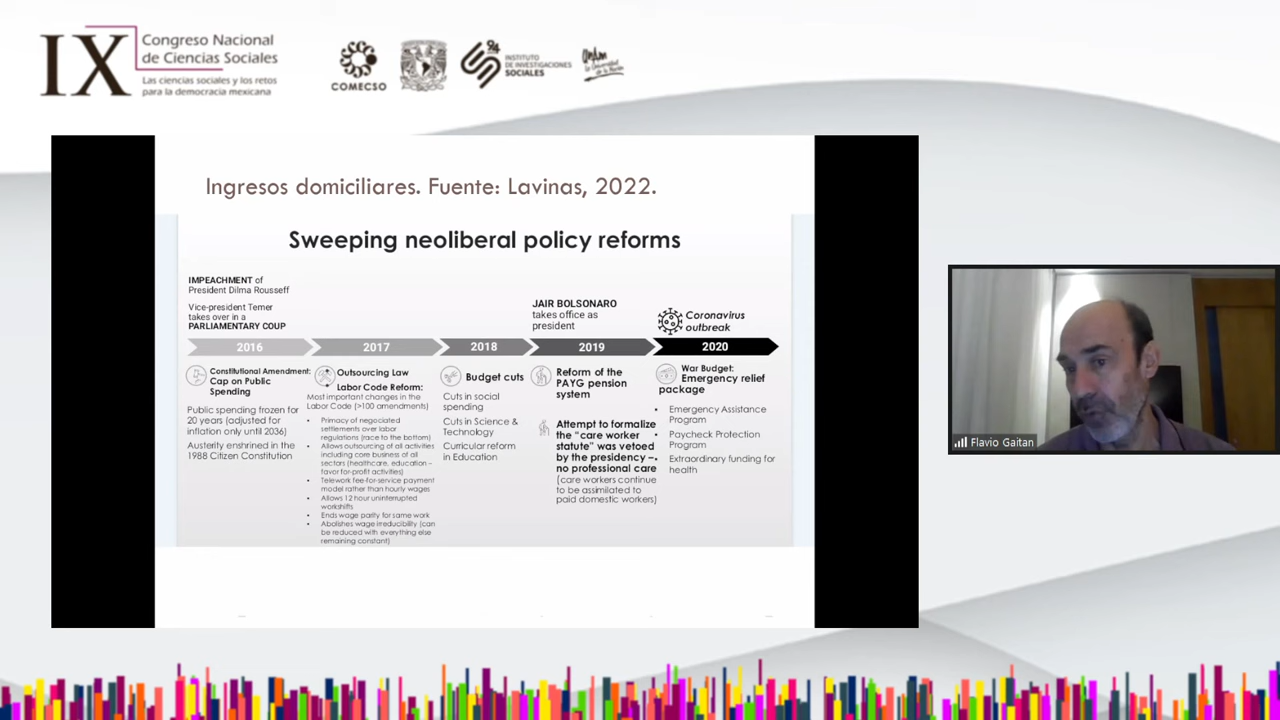 IX
Congreso Nacional
de Ciencias Sociales
Las ciencias sociales y los retos
para la democracia mexicana
COMECSO
INSTITUTO
DE INVESTIGACIONES
SOCIALES
Ingresos domiciliares. Fuente: Lavinas, 2022.
Sweeping neoliberal policy reforms
IMPEACHMENT of
President Dilma Rousseff
Vice-president Temer
takes over in a
PARLIAMENTARY COUP
JAIR BOLSONARO
takes office as
president
Coronavirus
outbreak
2016
2017
2018
2019
2020
Constitutional Amendment:
Cap on Public
Spending
Public spending frozen for
20 years (adjusted for
inflation only until 2036)
Austerity enshrined in the
1988 Citizen Constitution
• Outsourcing Law
• Labor Code Reform:
Most important changes in the
Labor Code (>100 amendments)
• Primacy of negotiated
settlements over labor
regulations (race to the bottom)
• Allows outsourcing of all activities
including core business of all
sectors (healthcare, education –
favor for-profit activities)
• Telework fee-for-service payment
model rather than hourly wages
• Allows 12 hour uninterrupted
workshifts
• Ends wage parity for same work
• Abolishes wage irreducibility (can
be reduced with everything else
remaining constant)
Budget cuts
Cuts in social
spending
Cuts in Science &
Technology
Curricular reform
in Education
Reform of the
PAYG pension
system
Attempt to formalize
the “care worker
statute” was vetoed
by the presidency –
no professional care
(care workers continue
to be assimilated to
paid domestic workers)
War Budget:
Emergency relief
package
• Emergency Assistance
Program
• Paycheck Protection
Program
• Extraordinary funding for
health
Flavio Gaitan